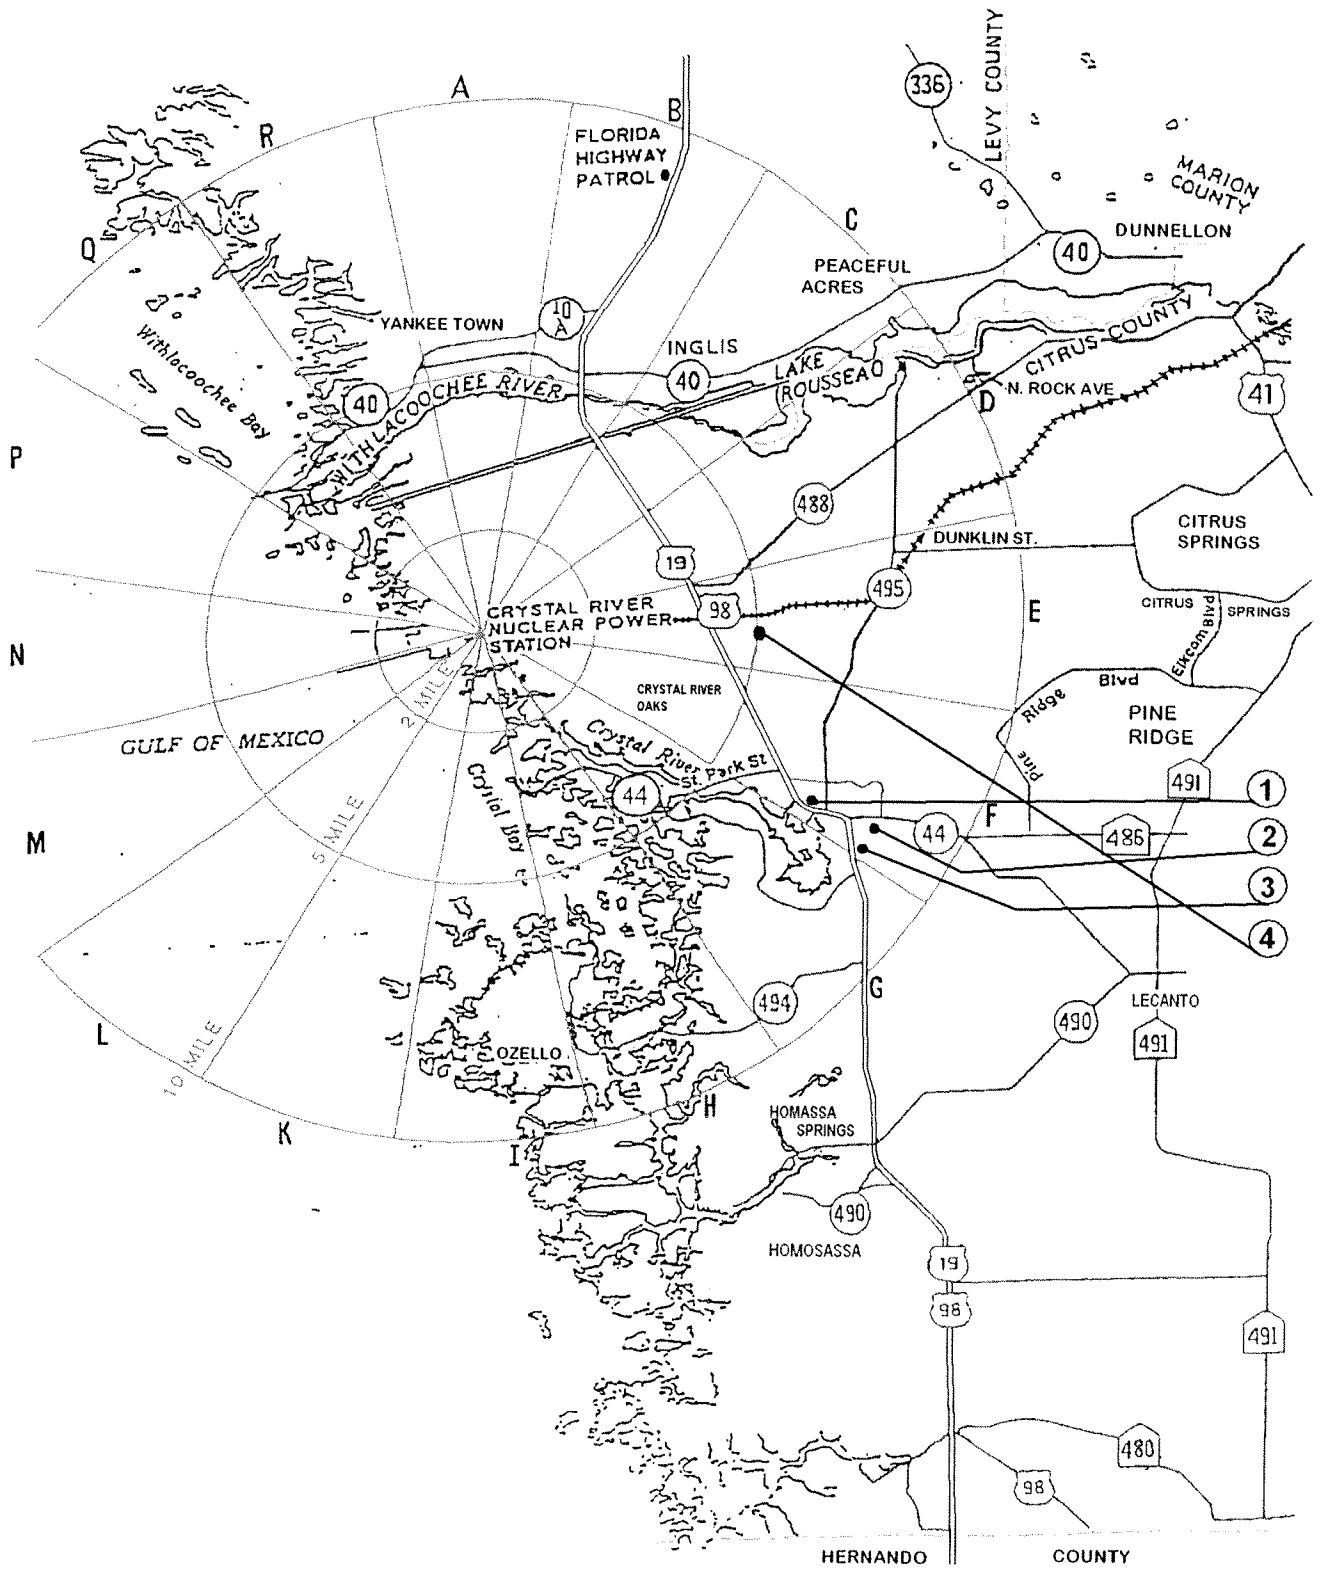 A
B
R
Q
FLORIDA
HIGHWAY
PATROL
336
LEVY COUNTY
MARION
COUNTY
C
40
DUNNELLON
PEACEFUL
ACRES
10
A
YANKEE TOWN
INGLIS
40
LAKE
ROUSSEAU
CITRUS COUNTY
N. ROCK AVE
D
41
Withlocoochee Bay
40
WITHLACOOCHEE RIVER
P
488
CITRUS
SPRINGS
DUNKLIN ST.
19
98
495
CITRUS
SPRINGS
Elkcam Blvd
CRYSTAL RIVER
NUCLEAR POWER
STATION
E
N
2 MILE
CRYSTAL RIVER
OAKS
Pine Ridge Blvd
PINE
RIDGE
GULF OF MEXICO
Crystal River
St. Park St
Crystal Bay
44
491
1
F
44
486
2
M
5 MILE
3
4
494
G
LECANTO
490
491
L
10 MILE
OZELLO
H
HOMASSA
SPRINGS
K
I
490
HOMOSASSA
19
98
491
480
98
HERNANDO COUNTY